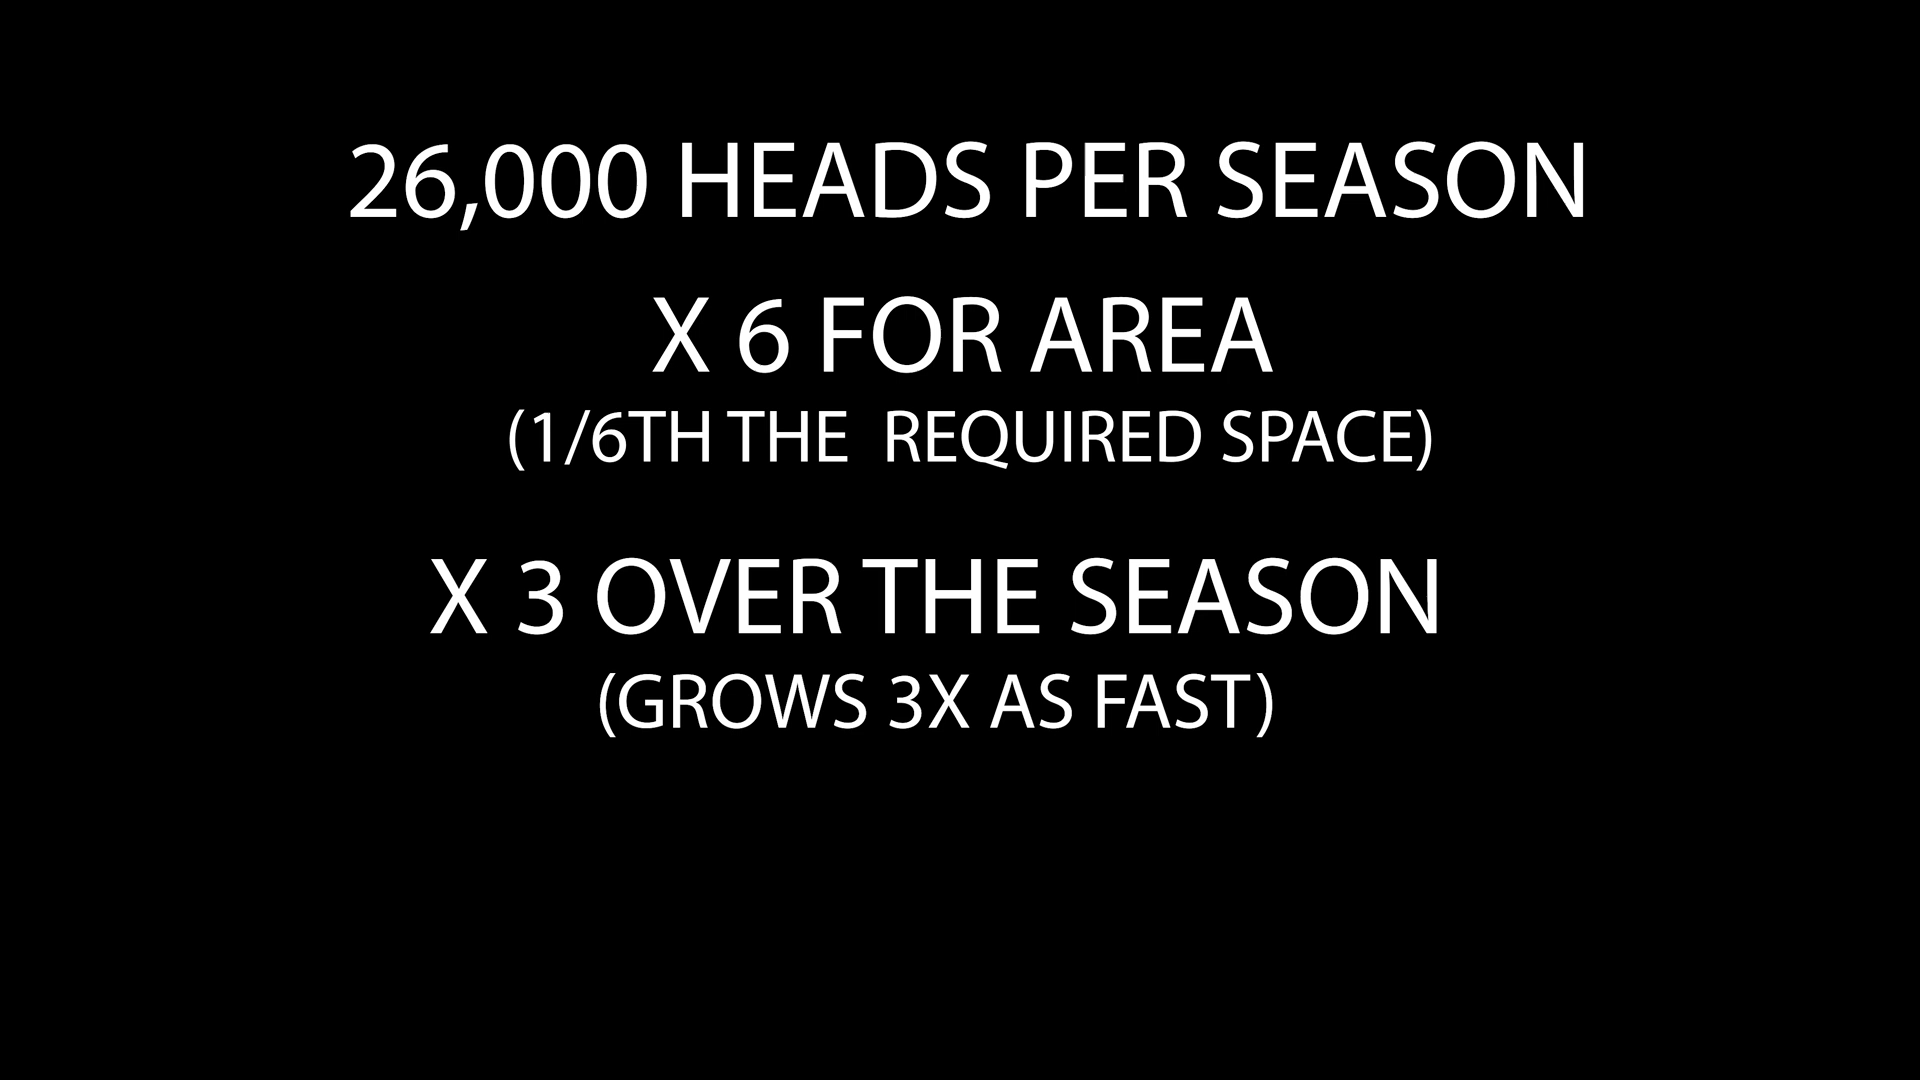 26,000 HEADS PER SEASON
X 6 FOR AREA
(1/6TH THE REQUIRED SPACE)
X 3 OVER THE SEASON
(GROWS 3X AS FAST)